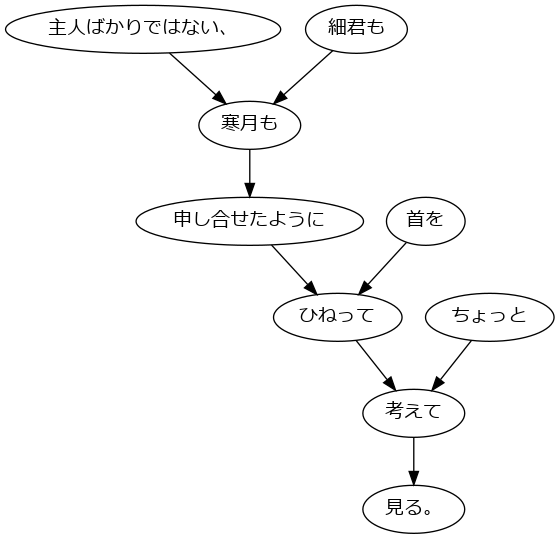 主人ばかりではない、
細君も
寒月も
申し合せたように
首を
ひねって
ちょっと
考えて
見る。